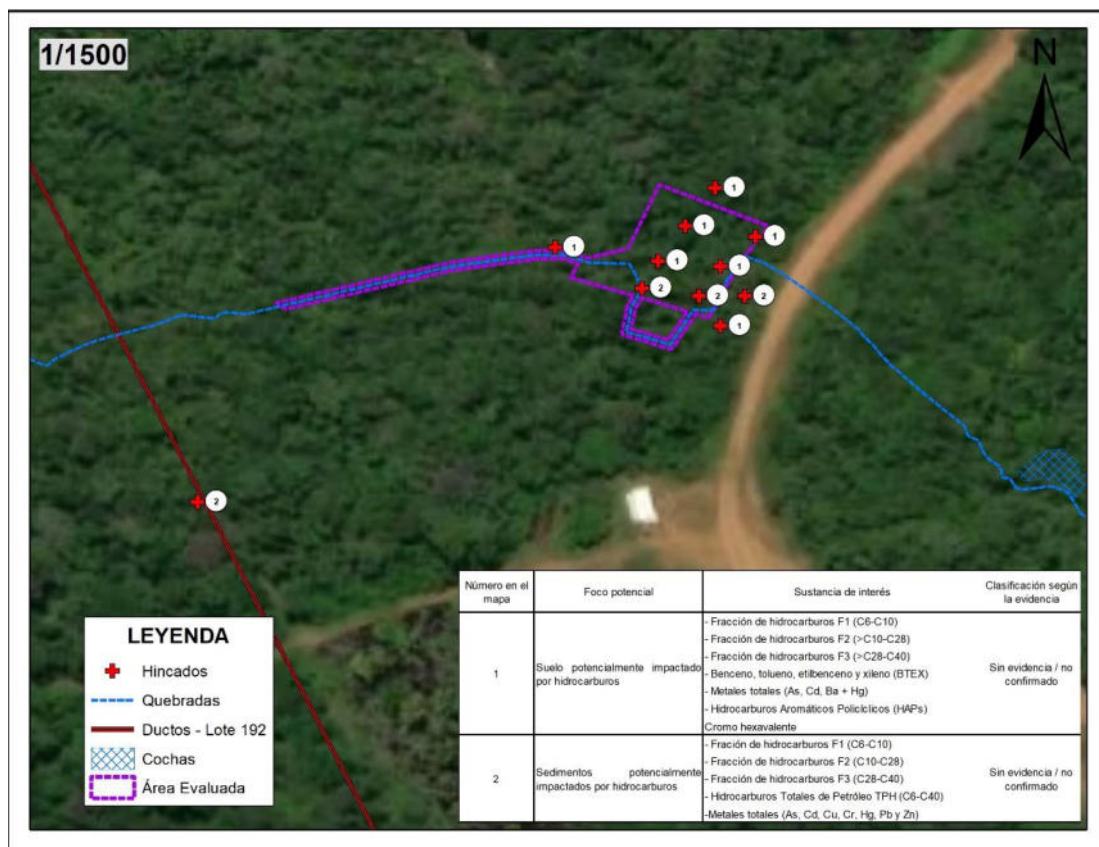 1/1500
N
1
1
1
1
1
1
2
2
2
1
2
LEYENDA
Hincados
Quebradas
Ductos - Lote 192
Cochas
Área Evaluada
Número en el
mapa
Foco potencial
Sustancia de interés
Clasificación según
la evidencia
1
Suelo potencialmente impactado
por hidrocarburos
- Fracción de hidrocarburos F1 (C6-C10)
- Fracción de hidrocarburos F2 (>C10-C28)
- Fracción de hidrocarburos F3 (>C28-C40)
- Benceno, tolueno, etilbenceno y xileno (BTEX)
- Metales totales (As, Cd, Ba + Hg)
- Hidrocarburos Aromáticos Policíclicos (HAPs)
Cromo hexavalente
Sin evidencia / no
confirmado
2
Sedimentos potencialmente
impactados por hidrocarburos
- Fración de hidrocarburos F1 (C6-C10)
- Fracción de hidrocarburos F2 (C10-C28)
- Fracción de hidrocarburos F3 (C28-C40)
- Hidrocarburos Totales de Petróleo TPH (C6-C40)
-Metales totales (As, Cd, Cu, Cr, Hg, Pb y Zn)
Sin evidencia / no
confirmado